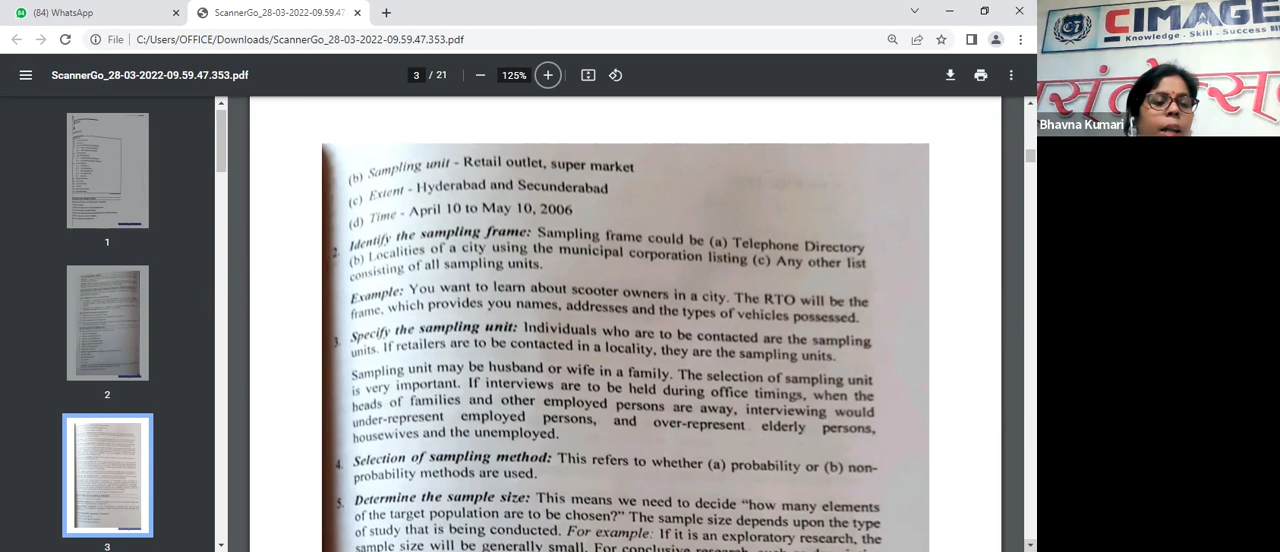 (84) WhatsApp
ScannerGo_28-03-2022-09.59.47
File
C:/Users/OFFICE/Downloads/ScannerGo_28-03-2022-09.59.47.353.pdf
ScannerGo_28-03-2022-09.59.47.353.pdf
3 / 21
125%
1
2
3
(b) Sampling unit - Retail outlet, super market
(c) Extent - Hyderabad and Secunderabad
(d) Time - April 10 to May 10, 2006
2. Identify the sampling frame: Sampling frame could be (a) Telephone Directory
(b) Localities of a city using the municipal corporation listing (c) Any other list
consisting of all sampling units.
Example: You want to learn about scooter owners in a city. The RTO will be the
frame, which provides you names, addresses and the types of vehicles possessed.
3. Specify the sampling unit: Individuals who are to be contacted are the sampling
units. If retailers are to be contacted in a locality, they are the sampling units.
Sampling unit may be husband or wife in a family. The selection of sampling unit
is very important. If interviews are to be held during office timings, when the
heads of families and other employed persons are away, interviewing would
under-represent employed persons, and over-represent elderly persons,
housewives and the unemployed.
4. Selection of sampling method: This refers to whether (a) probability or (b) non-
probability methods are used.
5. Determine the sample size: This means we need to decide "how many elements
of the target population are to be chosen?" The sample size depends upon the type
of study that is being conducted. For example: If it is an exploratory research, the
sample size will be generally small. For conclusive research, such as
CIMAGE
Knowledge . Skill . Success
Bhavna Kumari